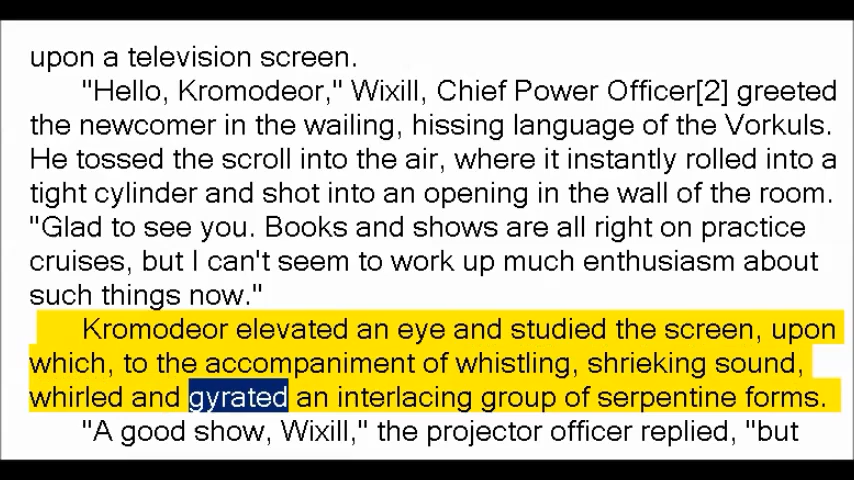 upon a television screen.
"Hello, Kromodeor," Wixill, Chief Power Officer[2] greeted
the newcomer in the wailing, hissing language of the Vorkuls.
He tossed the scroll into the air, where it instantly rolled into a
tight cylinder and shot into an opening in the wall of the room.
"Glad to see you. Books and shows are all right on practice
cruises, but I can't seem to work up much enthusiasm about
such things now."
Kromodeor elevated an eye and studied the screen, upon
which, to the accompaniment of whistling, shrieking sound,
whirled and gyrated an interlacing group of serpentine forms.
"A good show, Wixill," the projector officer replied, "but